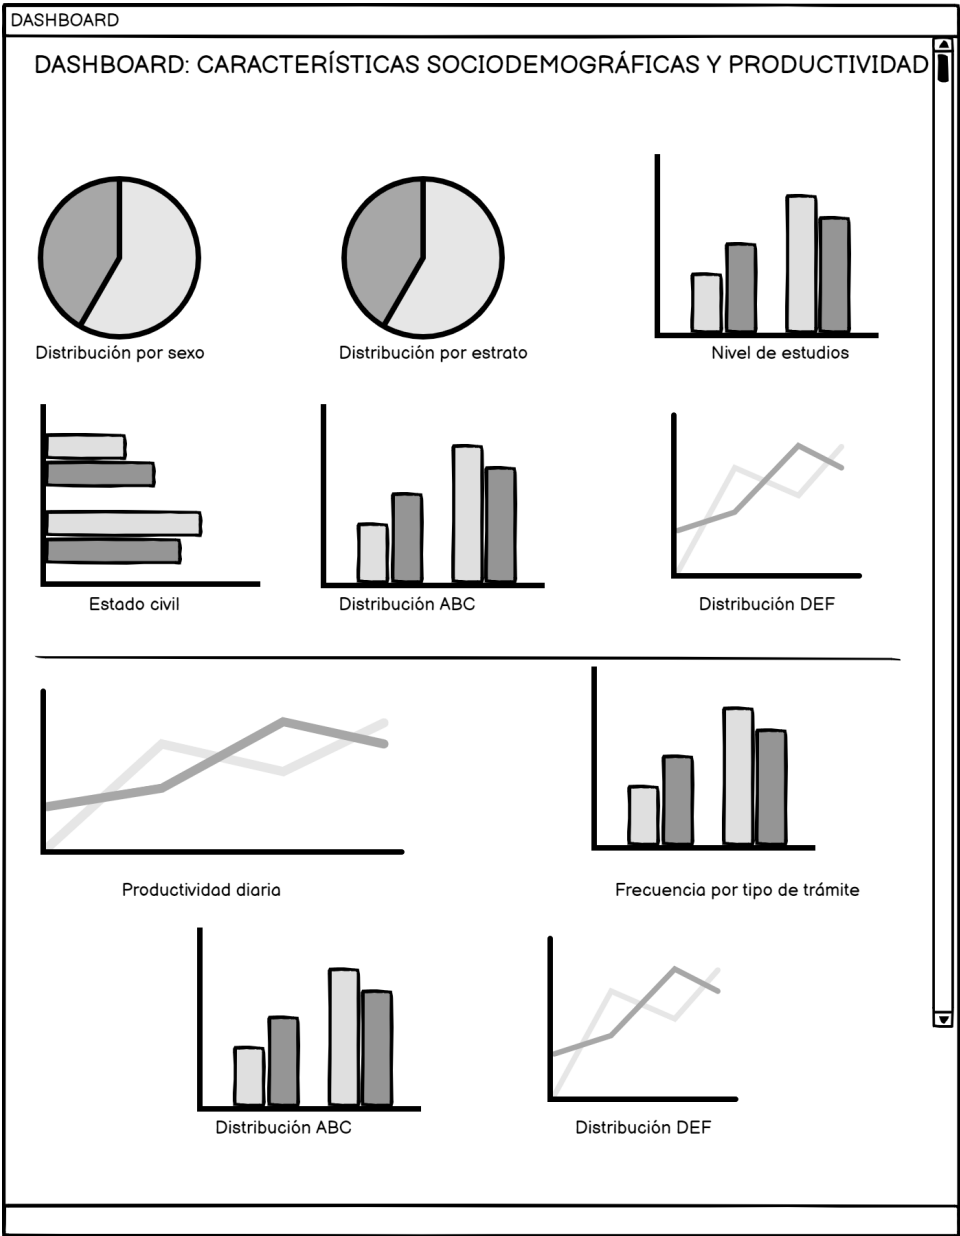 DASHBOARD
DASHBOARD: CARACTERÍSTICAS SOCIODEMOGRÁFICAS Y PRODUCTIVIDAD
Distribución por sexo
Distribución por estrato
Nivel de estudios
Estado civil
Distribución ABC
Distribución DEF
Productividad diaria
Frecuencia por tipo de trámite
Distribución ABC
Distribución DEF